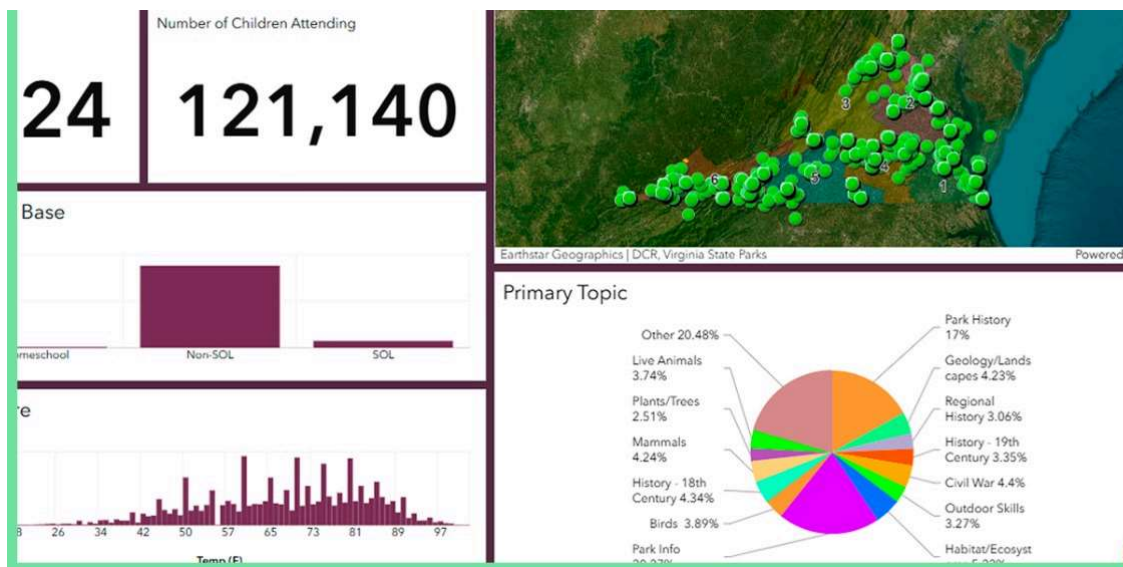 Number of Children Attending
24
121,140
3
2
6
5
4
1
Earthstar Geographics | DCR, Virginia State Parks
Powered
Base
omeschool
Non-SOL
SOL
Primary Topic
Other 20.48%
Live Animals
3.74%
Plants/Trees
2.51%
Mammals
4.24%
History - 18th
Century 4.34%
Birds 3.89%
Park Info
Park History
17%
Geology/Lands
capes 4.23%
Regional
History 3.06%
History - 19th
Century 3.35%
Civil War 4.4%
Outdoor Skills
3.27%
Habitat/Ecosyst
re
8 26 34 42 50 57 65 73 81 89 97
Temp (F)